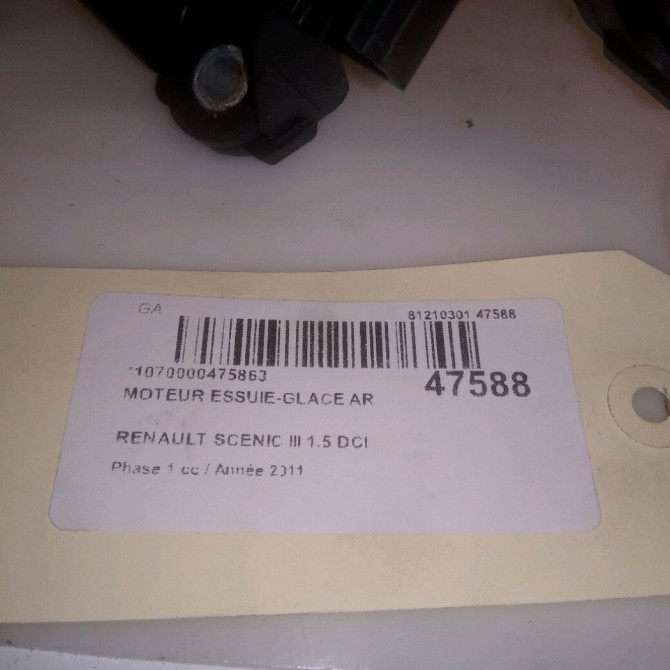 GA
81210301 47588
*1070000475863
47588
MOTEUR ESSUIE-GLACE AR
RENAULT SCENIC III 1.5 DCI
Phase 1 cc / Année 2011